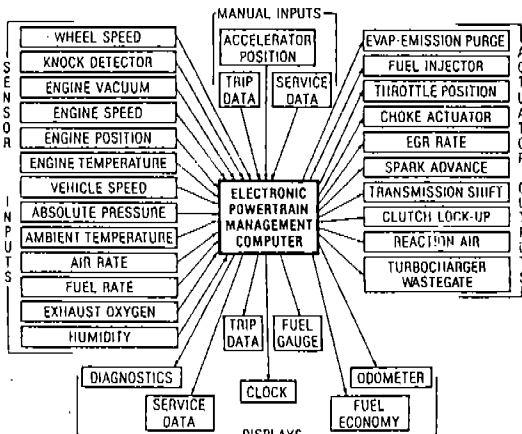 MANUAL INPUTS
ACCELERATOR
POSITION
TRIP
DATA
SERVICE
DATA
SENSOR INPUTS
WHEEL SPEED
KNOCK DETECTOR
ENGINE VACUUM
ENGINE SPEED
ENGINE POSITION
ENGINE TEMPERATURE
VEHICLE SPEED
ABSOLUTE PRESSURE
AMBIENT TEMPERATURE
AIR RATE
FUEL RATE
EXHAUST OXYGEN
HUMIDITY
ELECTRONIC
POWERTRAIN
MANAGEMENT
COMPUTER
EVAP-EMISSION PURGE
FUEL INJECTOR
THROTTLE POSITION
CHOKE ACTUATOR
EGR RATE
SPARK ADVANCE
TRANSMISSION SHIFT
CLUTCH LOCK-UP
REACTION AIR
TURBOCHARGER
WASTEGATE
TRIP
DATA
FUEL
GAUGE
DIAGNOSTICS
SERVICE
DATA
CLOCK
ODOMETER
FUEL
ECONOMY
DISPLAYS